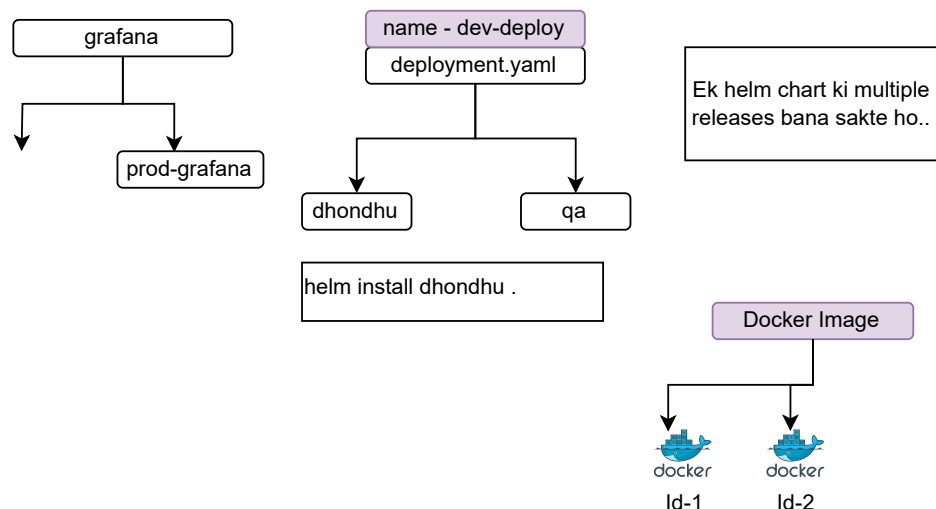 grafana
prod-grafana
name - dev-deploy
deployment.yaml
dhondhu
qa
helm install dhondhu .
Ek helm chart ki multiple
releases bana sakte ho..
Docker Image
docker
docker
Id-1
Id-2